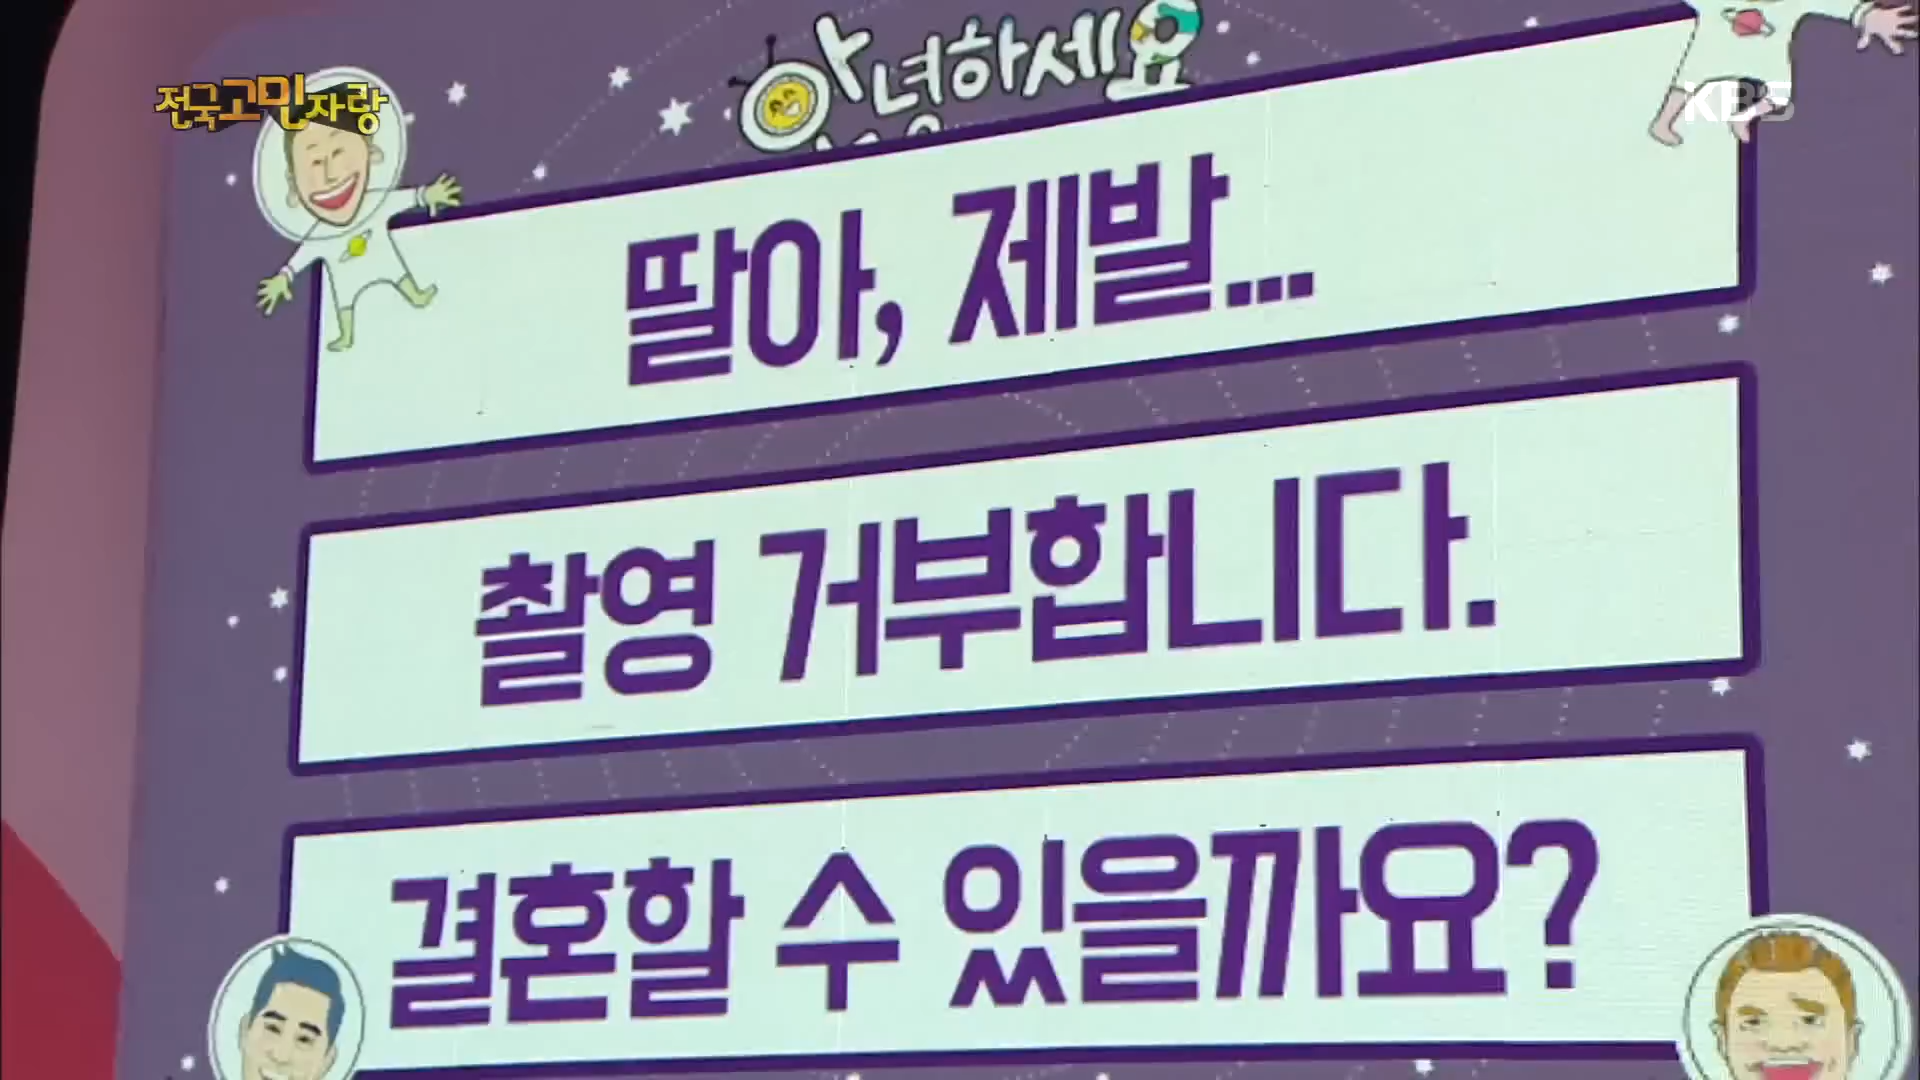 안녕하세요
전국고민자랑
KBS
딸아, 제발...
촬영 거부합니다.
결혼할 수 있을까요?